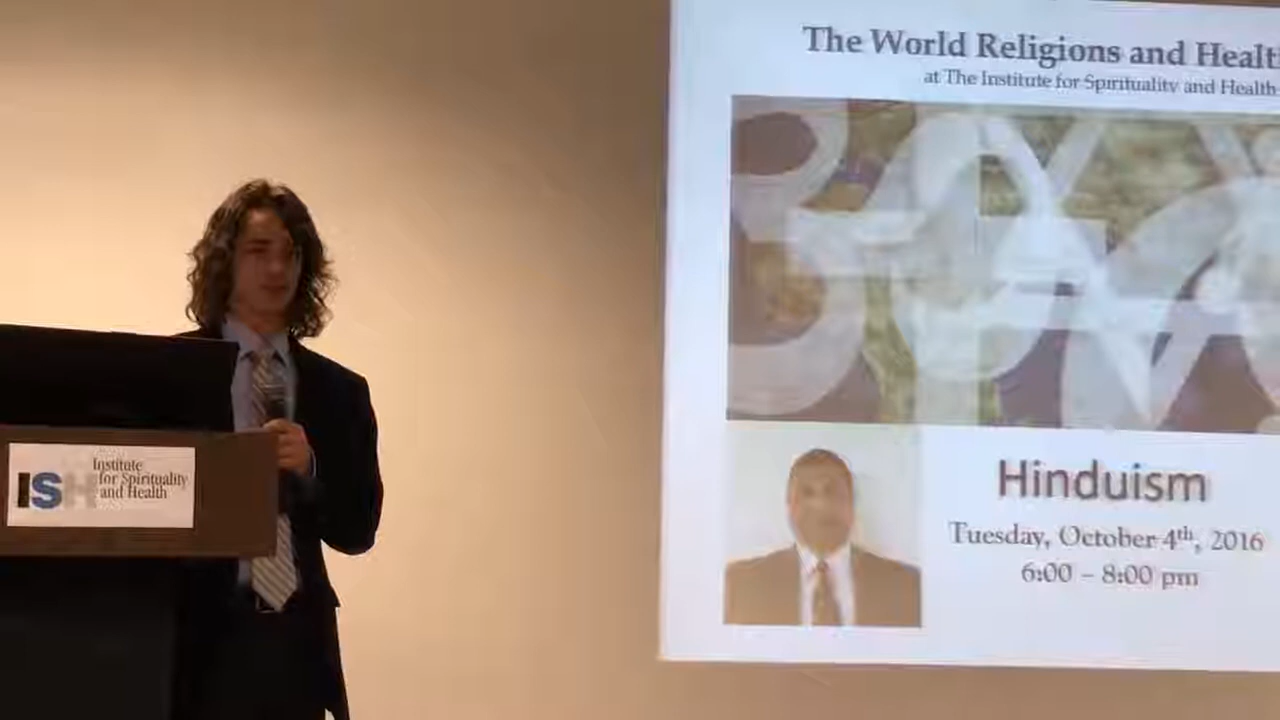 The World Religions and Healt
at The Institute for Spirituality and Health
Hinduism
Tuesday, October 4th, 2016
6:00 – 8:00 pm
ISH
Institute
for Spirituality
and Health